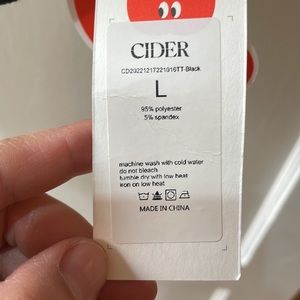 CIDER
CD20221217221016TT-Black
L
95% polyester
5% spandex
machine wash with cold water
do not bleach
tumble dry with low heat
iron on low heat
MADE IN CHINA